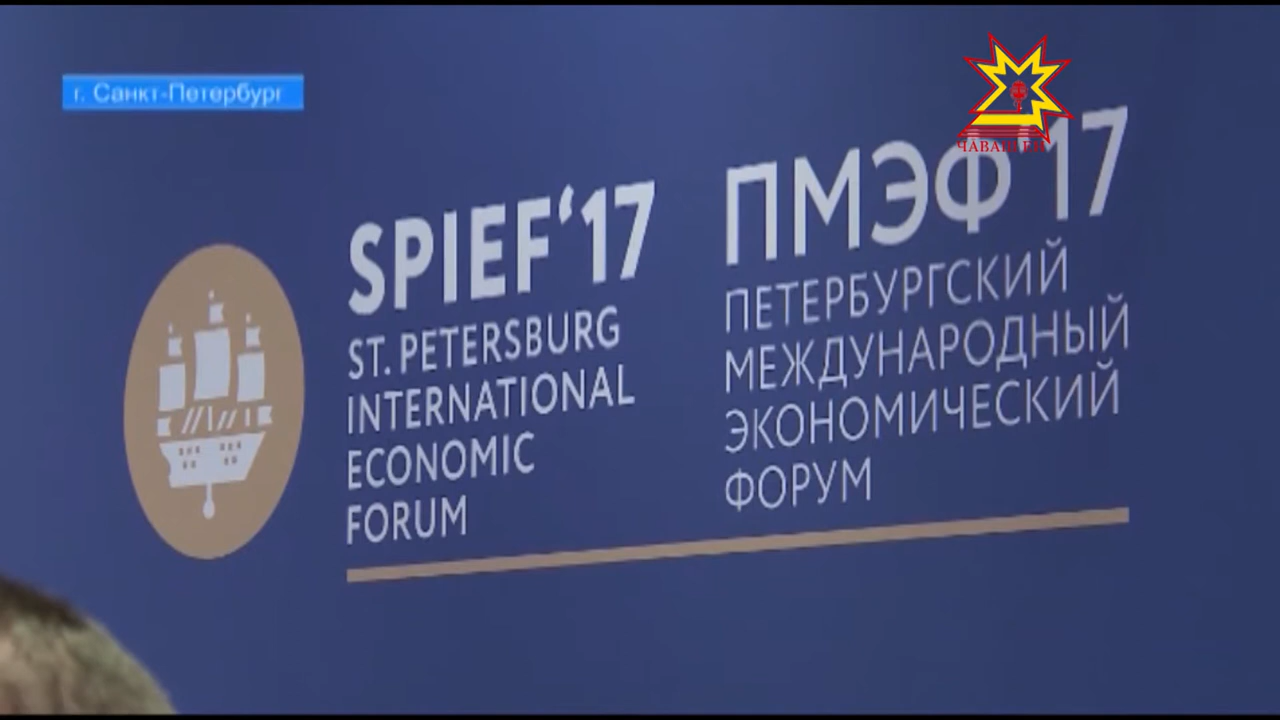 г. Санкт-Петербург
SPIEF‘17
ST. PETERSBURG
INTERNATIONAL
ECONOMIC
FORUM
ПМЭФ‘17
ПЕТЕРБУРГСКИЙ
МЕЖДУНАРОДНЫЙ
ЭКОНОМИЧЕСКИЙ
ФОРУМ